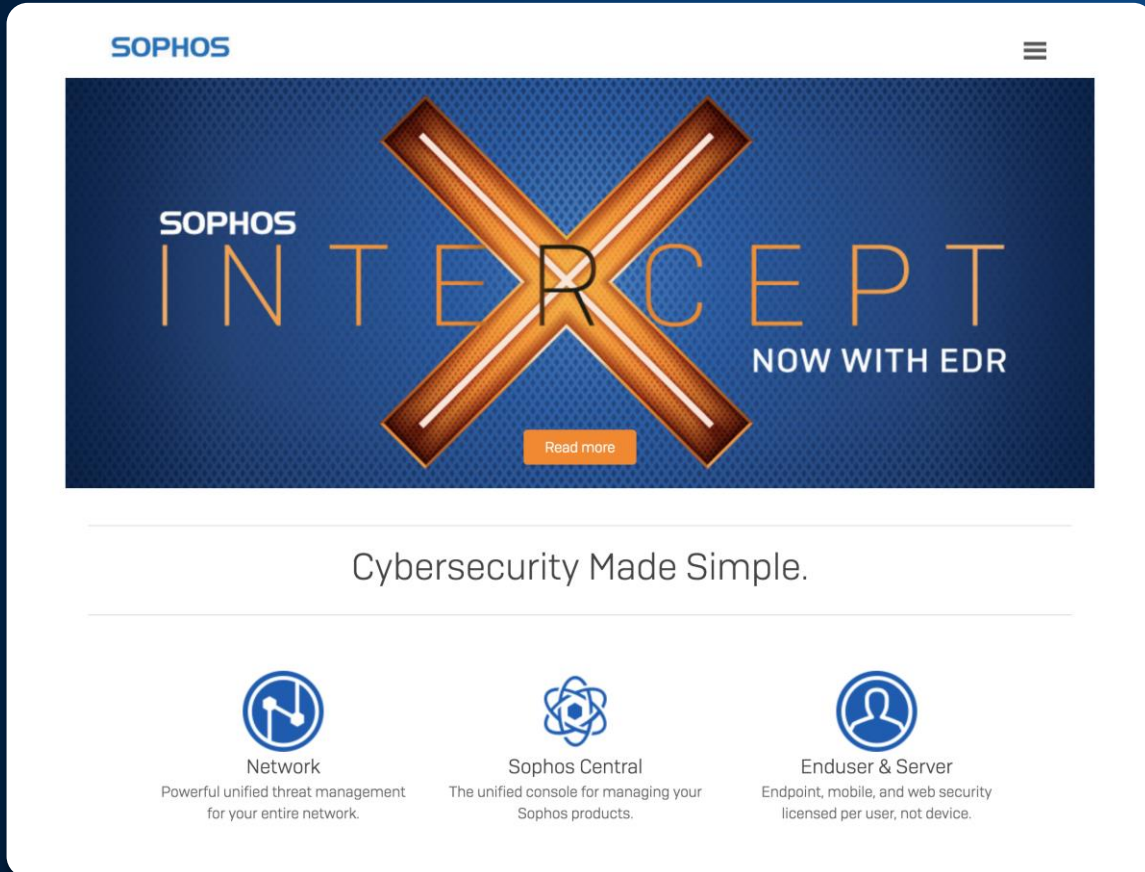 SOPHOS
SOPHOS
INTERCEPT
NOW WITH EDR
Read more
Cybersecurity Made Simple.
Network
Powerful unified threat management
for your entire network.
Sophos Central
The unified console for managing your
Sophos products.
Enduser & Server
Endpoint, mobile, and web security
licensed per user, not device.